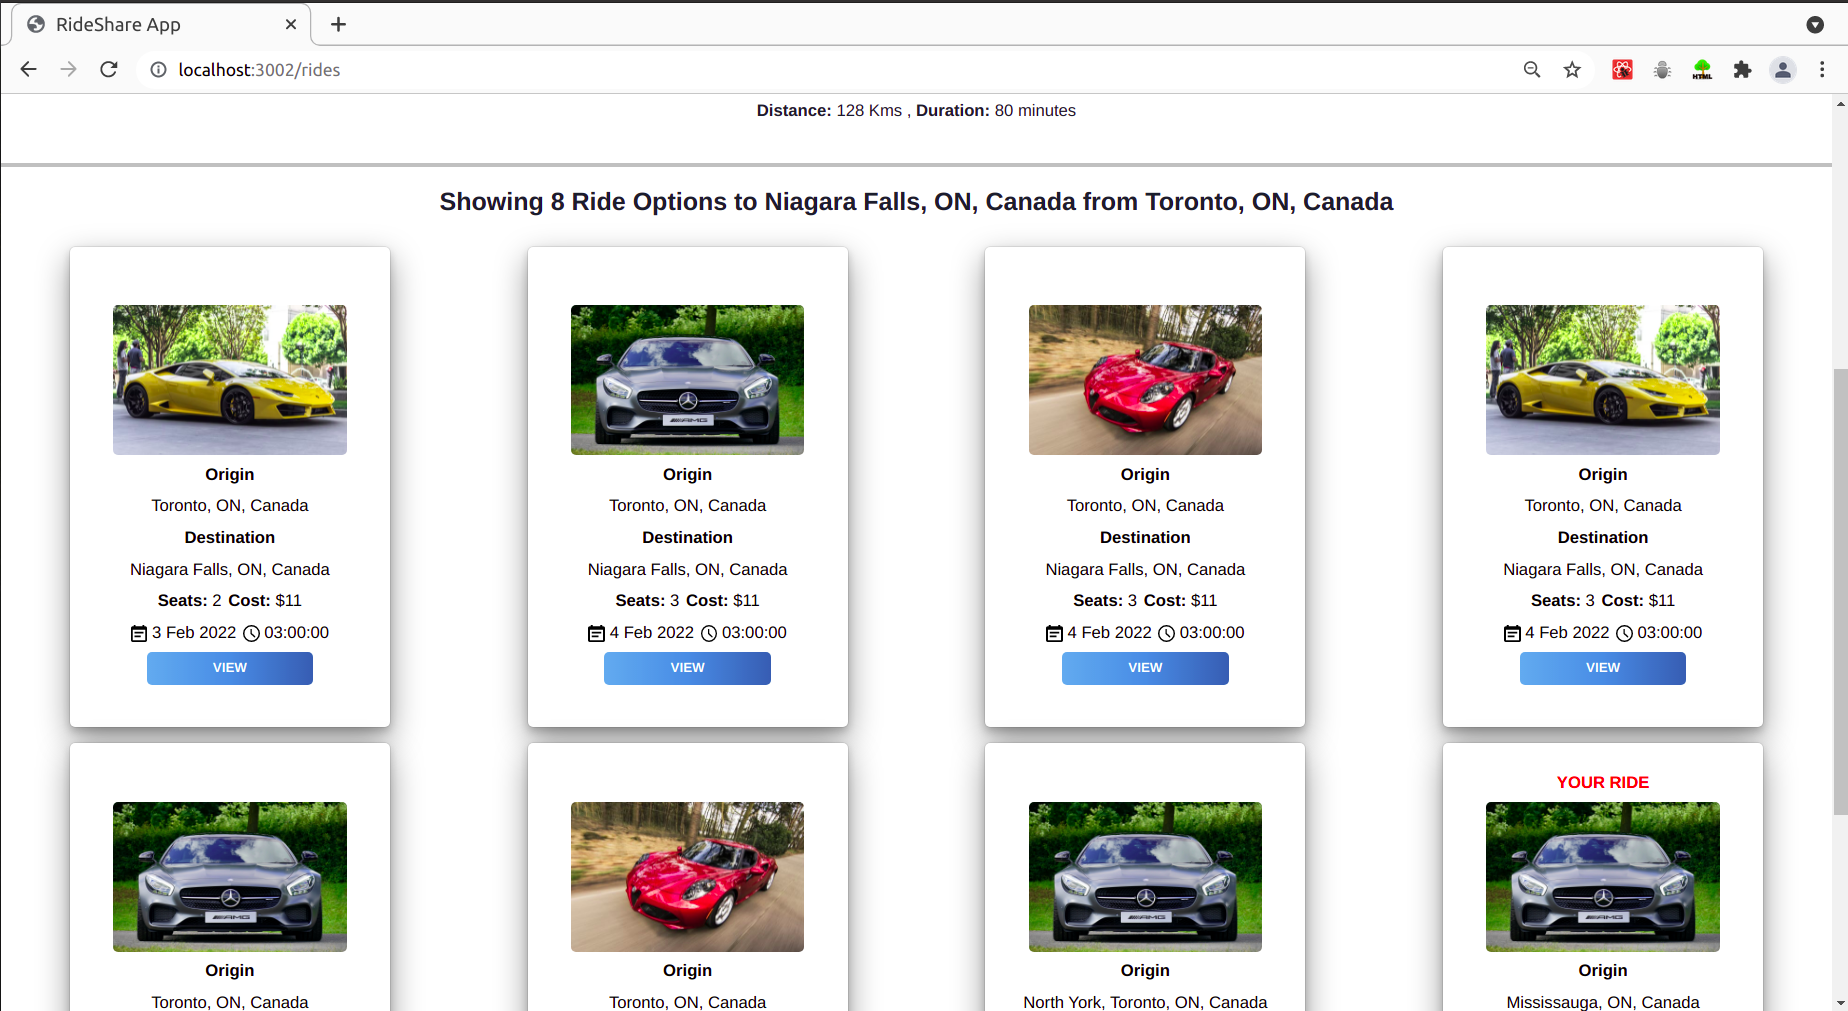 RideShare App
localhost:3002/rides
HTML
Distance: 128 Kms , Duration: 80 minutes
Showing 8 Ride Options to Niagara Falls, ON, Canada from Toronto, ON, Canada
Origin
Toronto, ON, Canada
Destination
Niagara Falls, ON, Canada
Seats: 2 Cost: $11
3 Feb 2022 03:00:00
VIEW
AMG
Origin
Toronto, ON, Canada
Destination
Niagara Falls, ON, Canada
Seats: 3 Cost: $11
4 Feb 2022 03:00:00
VIEW
Origin
Toronto, ON, Canada
Destination
Niagara Falls, ON, Canada
Seats: 3 Cost: $11
4 Feb 2022 03:00:00
VIEW
Origin
Toronto, ON, Canada
Destination
Niagara Falls, ON, Canada
Seats: 3 Cost: $11
4 Feb 2022 03:00:00
VIEW
AMG
Origin
Toronto, ON, Canada
Origin
Toronto, ON, Canada
AMG
Origin
North York, Toronto, ON, Canada
YOUR RIDE
AMG
Origin
Mississauga, ON, Canada